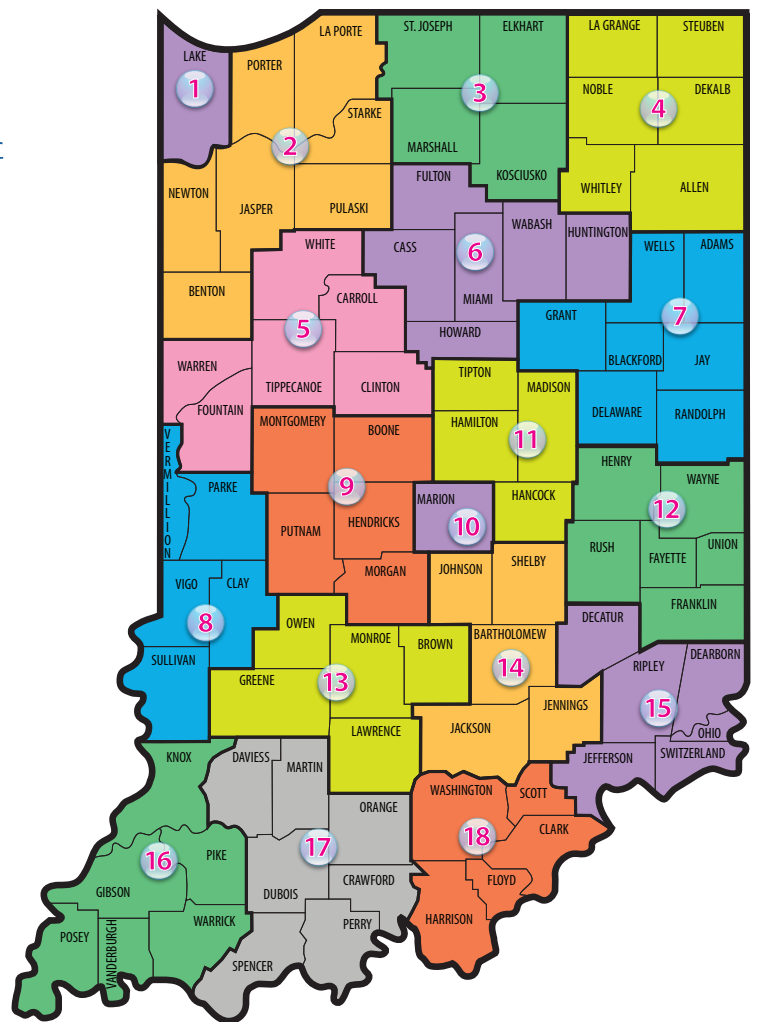 ST. JOSEPH
ELKHART
LA GRANGE
STEUBEN
LA PORTE
LAKE
PORTER
1
3
NOBLE
DEKALB
4
STARKE
2
MARSHALL
KOSCIUSKO
FULTON
WHITLEY
ALLEN
NEWTON
JASPER
PULASKI
WABASH
HUNTINGTON
WHITE
CASS
6
WELLS
ADAMS
BENTON
CARROLL
MIAMI
GRANT
7
5
HOWARD
BLACKFORD
JAY
WARREN
TIPTON
TIPPECANOE
CLINTON
MADISON
FOUNTAIN
MONTGOMERY
BOONE
HAMILTON
11
DELAWARE
RANDOLPH
VERMILLION
PARKE
9
HENRY
WAYNE
MARION
HANCOCK
12
PUTNAM
HENDRICKS
10
RUSH
FAYETTE
UNION
VIGO
CLAY
MORGAN
JOHNSON
SHELBY
FRANKLIN
8
OWEN
DECATUR
MONROE
BROWN
BARTHOLOMEW
DEARBORN
SULLIVAN
GREENE
13
14
RIPLEY
15
JENNINGS
LAWRENCE
JACKSON
OHIO
KNOX
DAVIESS
MARTIN
JEFFERSON
SWITZERLAND
WASHINGTON
SCOTT
ORANGE
CLARK
18
16
PIKE
17
GIBSON
DUBOIS
CRAWFORD
FLOYD
HARRISON
POSEY
VANDERBURGH
WARRICK
PERRY
SPENCER